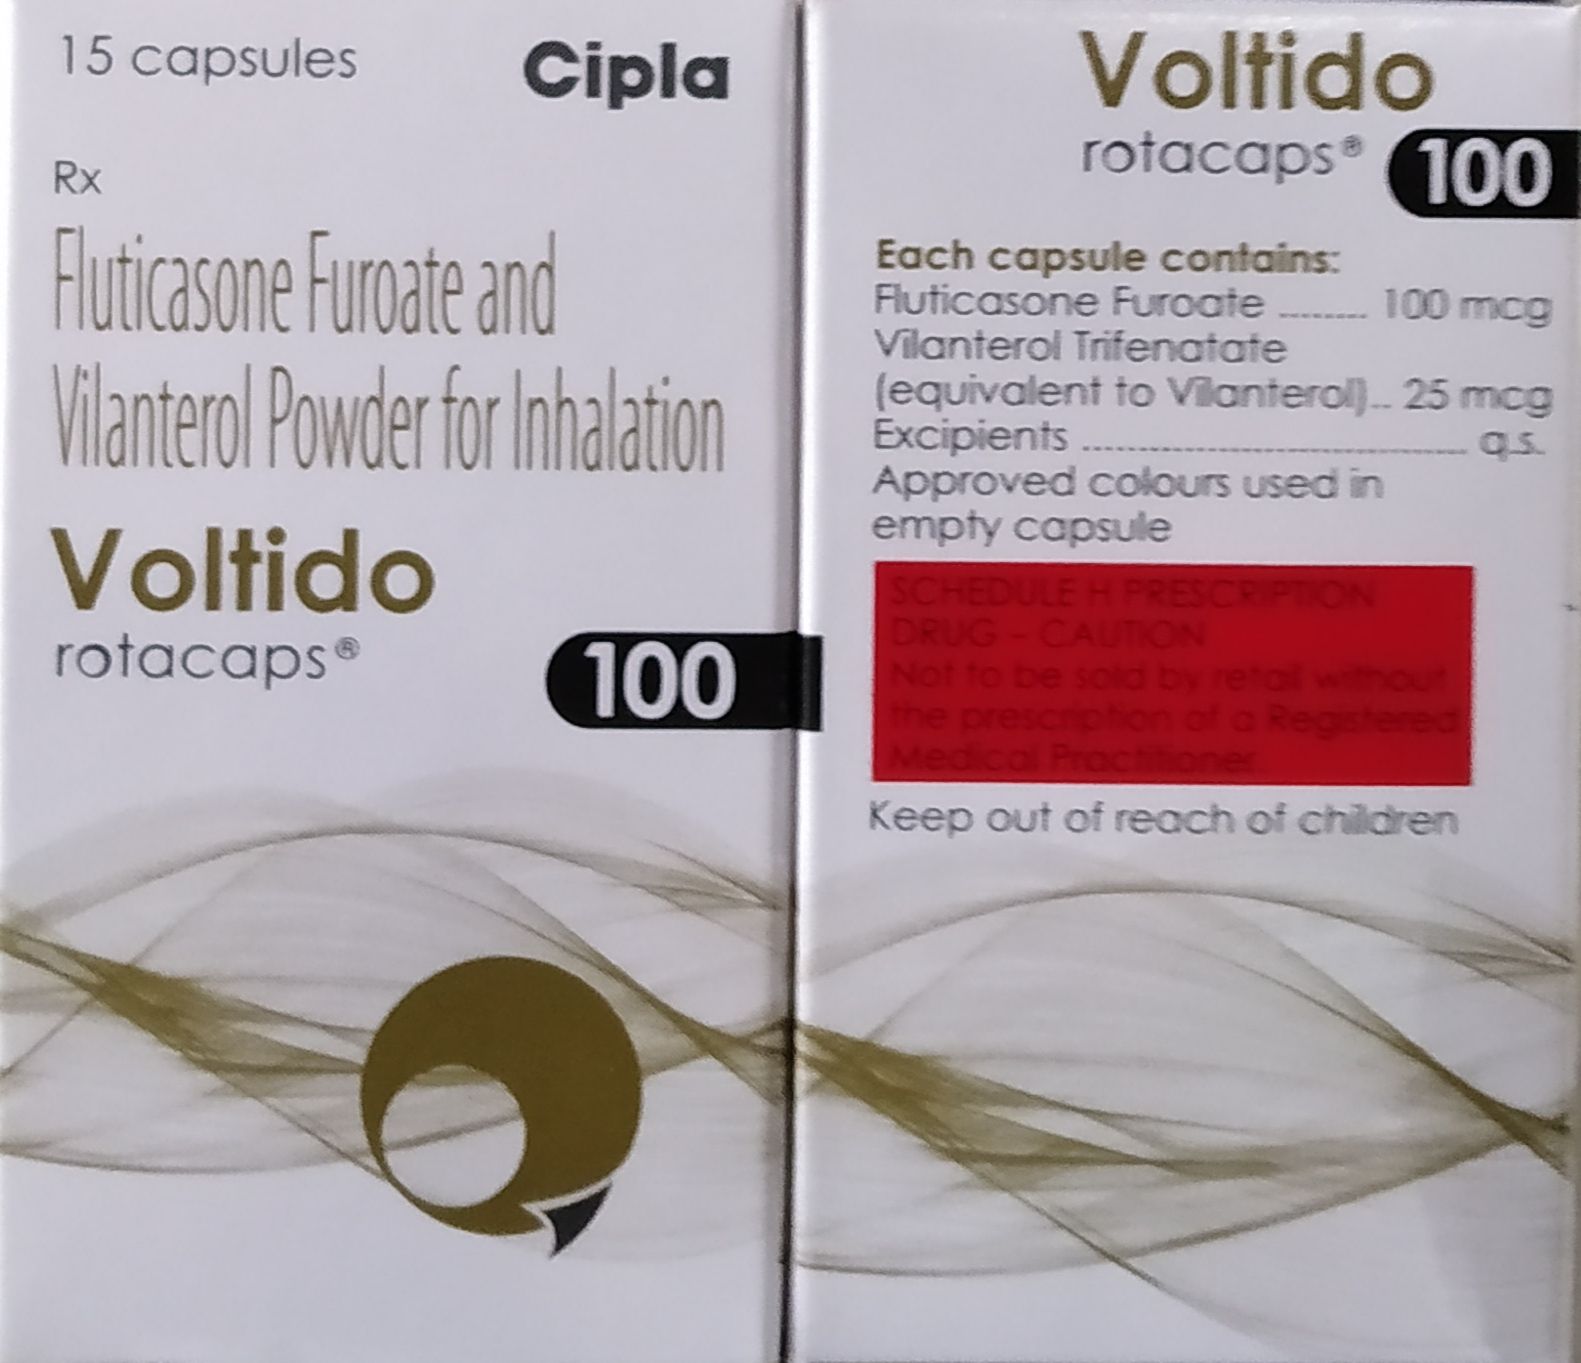 15 capsules
Cipla
Rx
Fluticasone Furoate and
Vilanterol Powder for Inhalation
Voltido
rotacaps®
100
Voltido
rotacaps®
100
Each capsule contains:
Fluticasone Furoate ........ 100 mcg
Vilanterol Trifenatate
(equivalent to Vilanterol).. 25 mcg
Excipients ................................... q.s.
Approved colours used in
empty capsule
SCHEDULE H PRESCRIPTION
DRUG – CAUTION
Not to be sold by retail without
the prescription of a Registered
Medical Practitioner
Keep out of reach of children